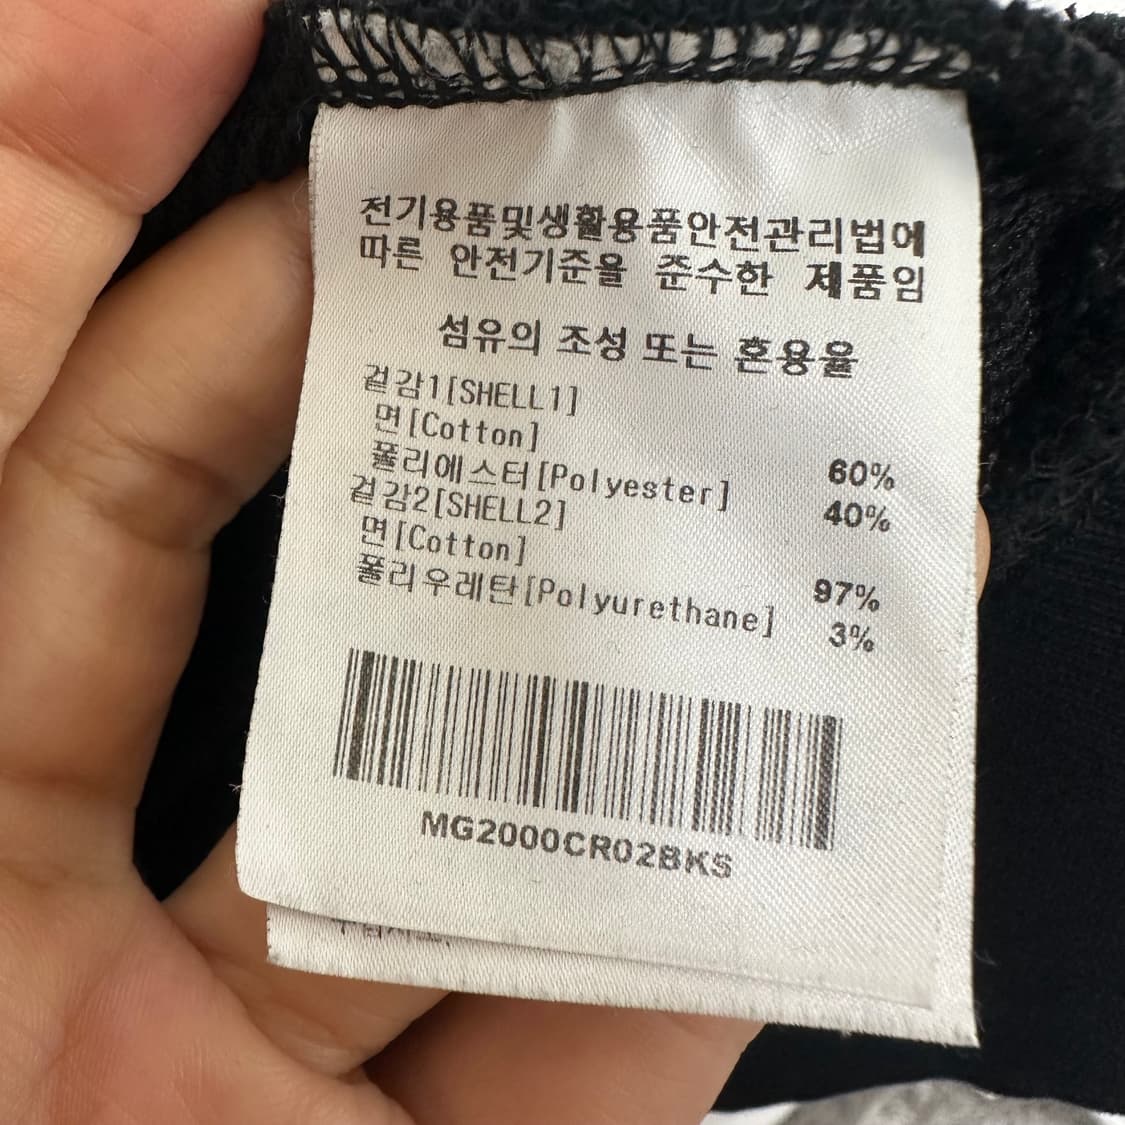 전기용품및생활용품안전관리법에
따른 안전기준을 준수한 제품임
섬유의 조성 또는 혼용율
겉감1[SHELL1]
면[Cotton] 60%
폴리에스터[Polyester] 40%
겉감2[SHELL2]
면[Cotton] 97%
폴리우레탄[Polyurethane] 3%
MG2000CR02BKS